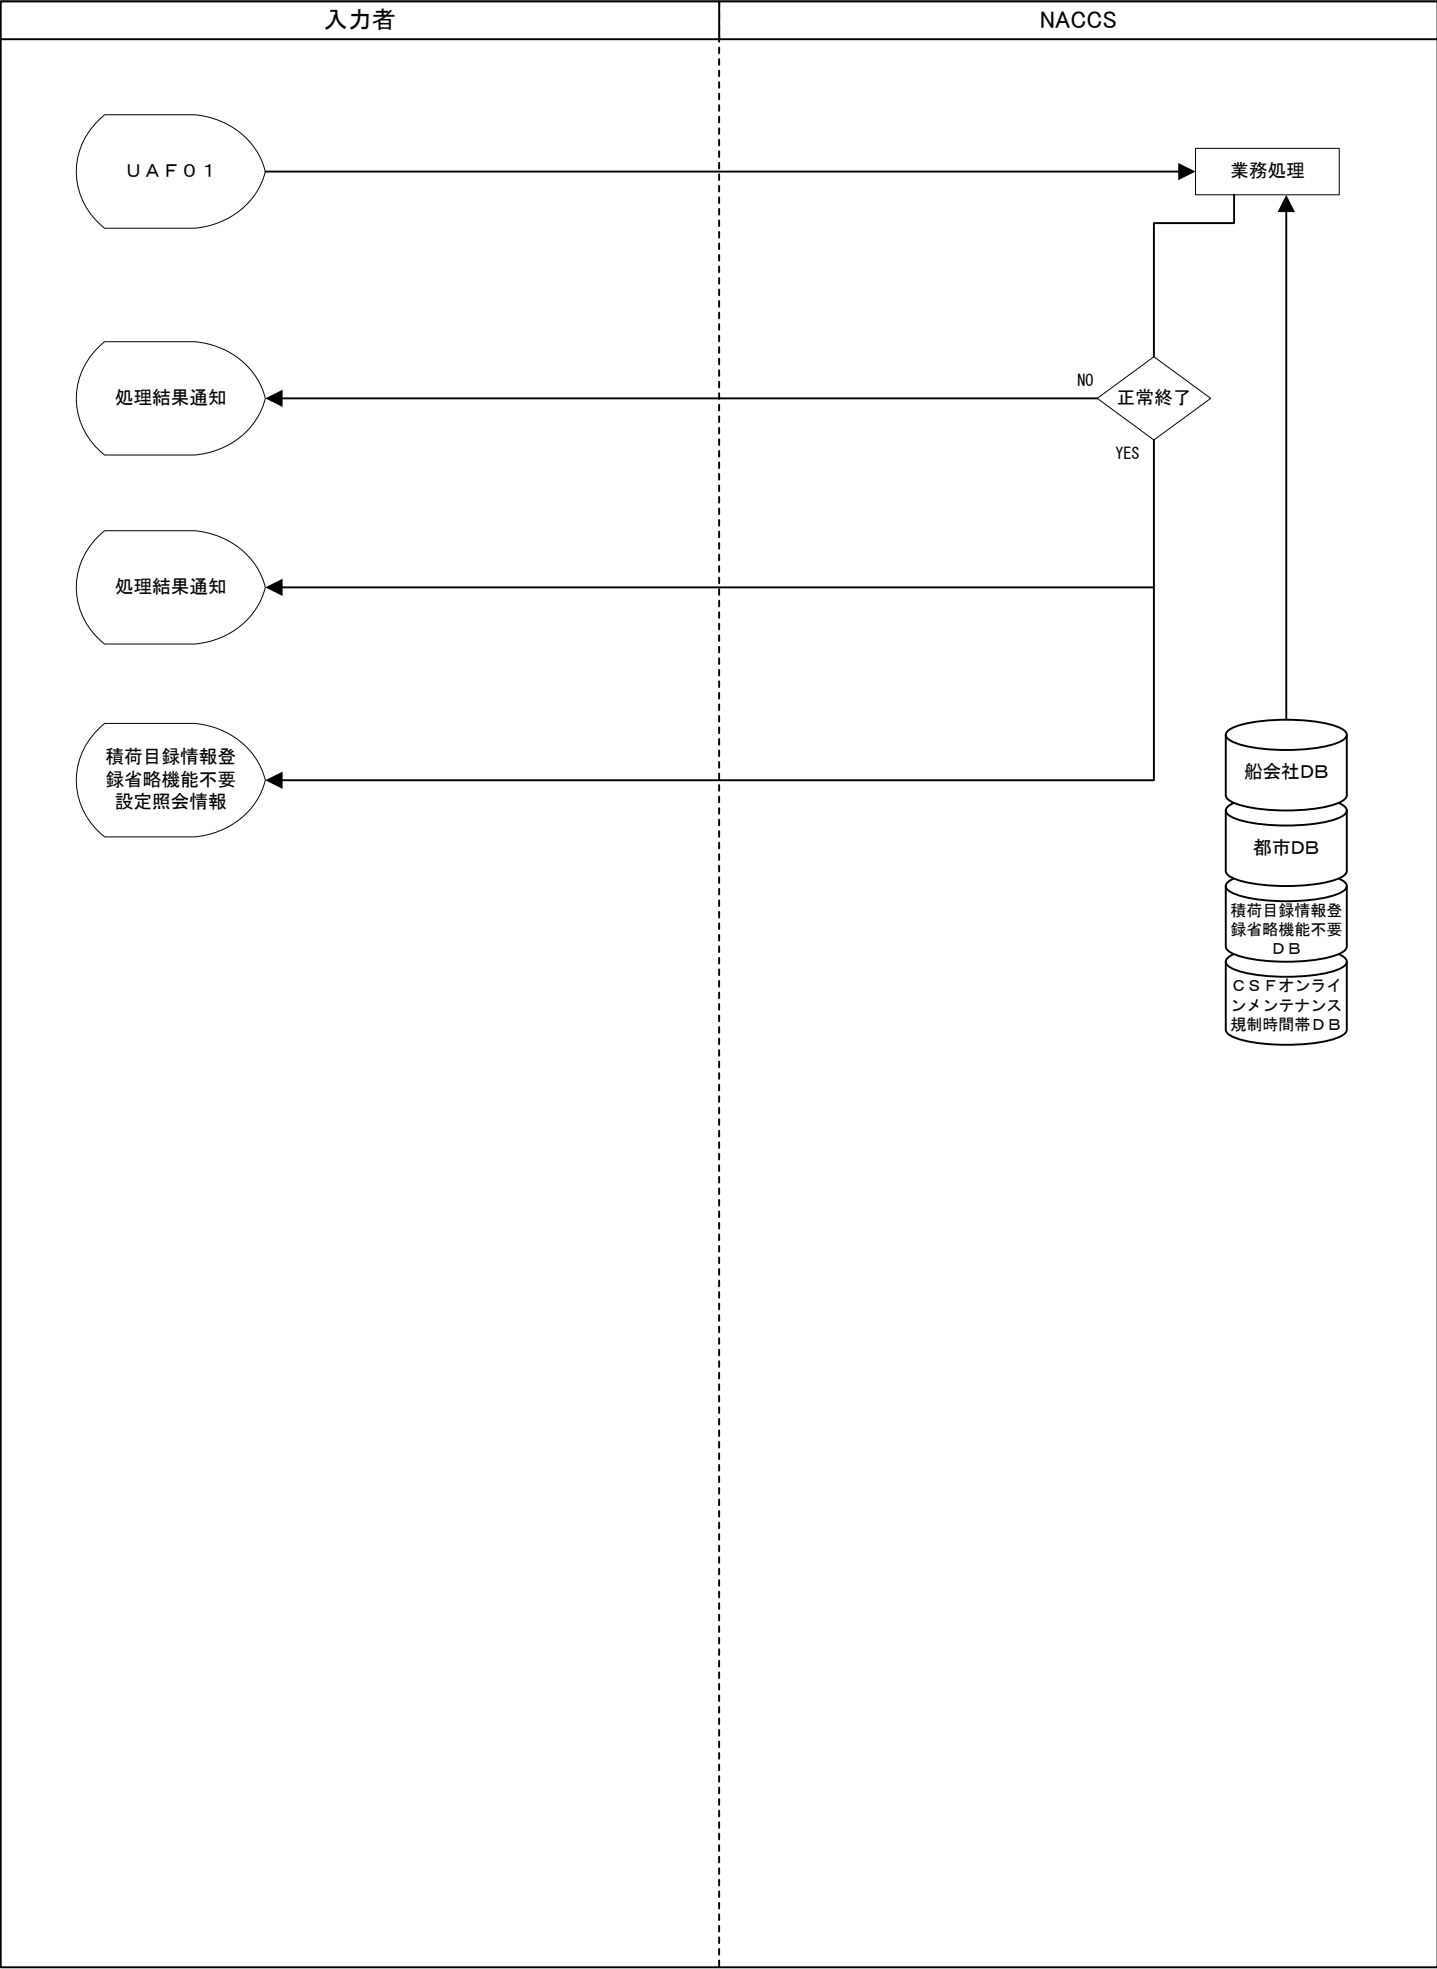 入力者
NACCS
ＵＡＦ０１
業務処理
処理結果通知
NO
正常終了
YES
処理結果通知
積荷目録情報登
録省略機能不要
設定照会情報
船会社DB
都市DB
積荷目録情報登
録省略機能不要
ＤＢ
ＣＳＦオンライ
ンメンテナンス
規制時間帯ＤＢ